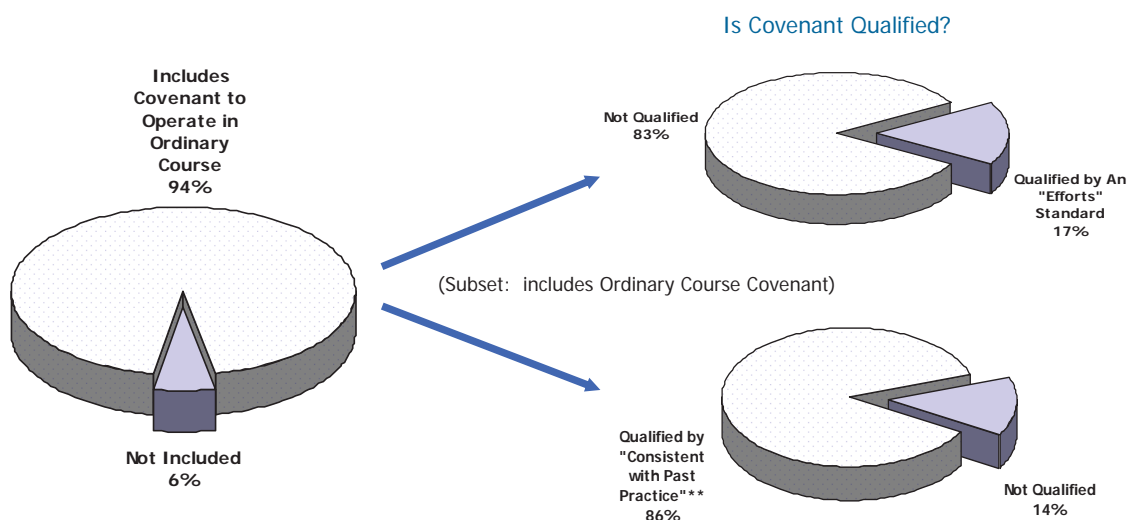 Is Covenant Qualified?
Includes
Covenant to
Operate in
Ordinary
Course
94%
Not Included
6%
Not Qualified
83%
Qualified by An
"Efforts"
Standard
17%
(Subset: includes Ordinary Course Covenant)
Qualified by
"Consistent
with Past
Practice"**
86%
Not Qualified
14%